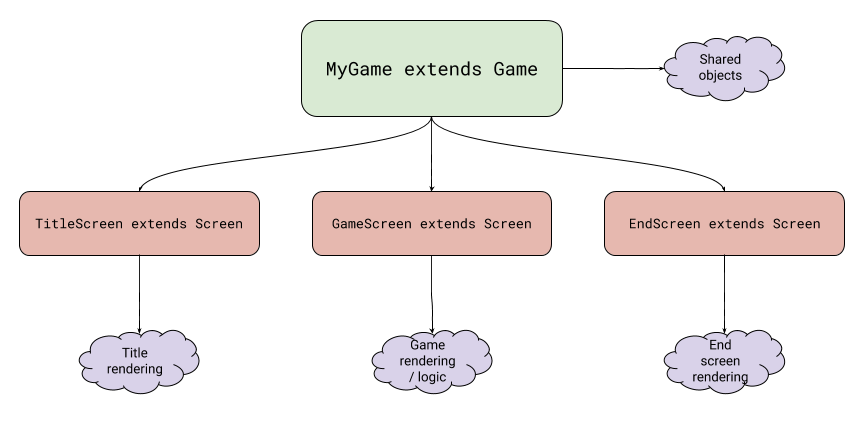 MyGame extends Game
Shared
objects
TitleScreen extends Screen
GameScreen extends Screen
EndScreen extends Screen
Title
rendering
Game
rendering
/ logic
End
screen
rendering